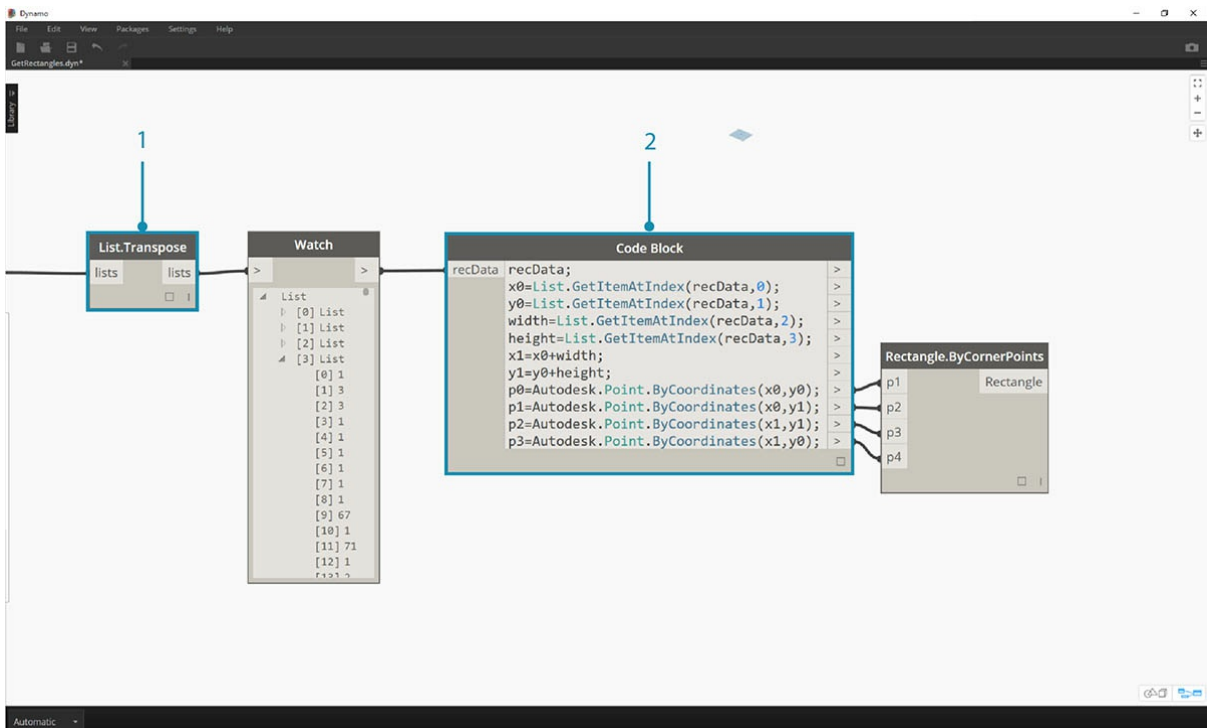 Dynamo
File Edit View Packages Settings Help
GetRectangles.dyn*
Library
1
2
List.Transpose
lists lists
Watch
> >
List
[0] List
[1] List
[2] List
[3] List
[0] 1
[1] 3
[2] 3
[3] 1
[4] 1
[5] 1
[6] 1
[7] 1
[8] 1
[9] 67
[10] 1
[11] 71
[12] 1
Code Block
recData recData; >
x0=List.GetItemAtIndex(recData,0); >
y0=List.GetItemAtIndex(recData,1); >
width=List.GetItemAtIndex(recData,2); >
height=List.GetItemAtIndex(recData,3); >
x1=x0+width; >
y1=y0+height; >
p0=Autodesk.Point.ByCoordinates(x0,y0); >
p1=Autodesk.Point.ByCoordinates(x0,y1); >
p2=Autodesk.Point.ByCoordinates(x1,y1); >
p3=Autodesk.Point.ByCoordinates(x1,y0); >
Rectangle.ByCornerPoints
p1 Rectangle
p2
p3
p4
Automatic